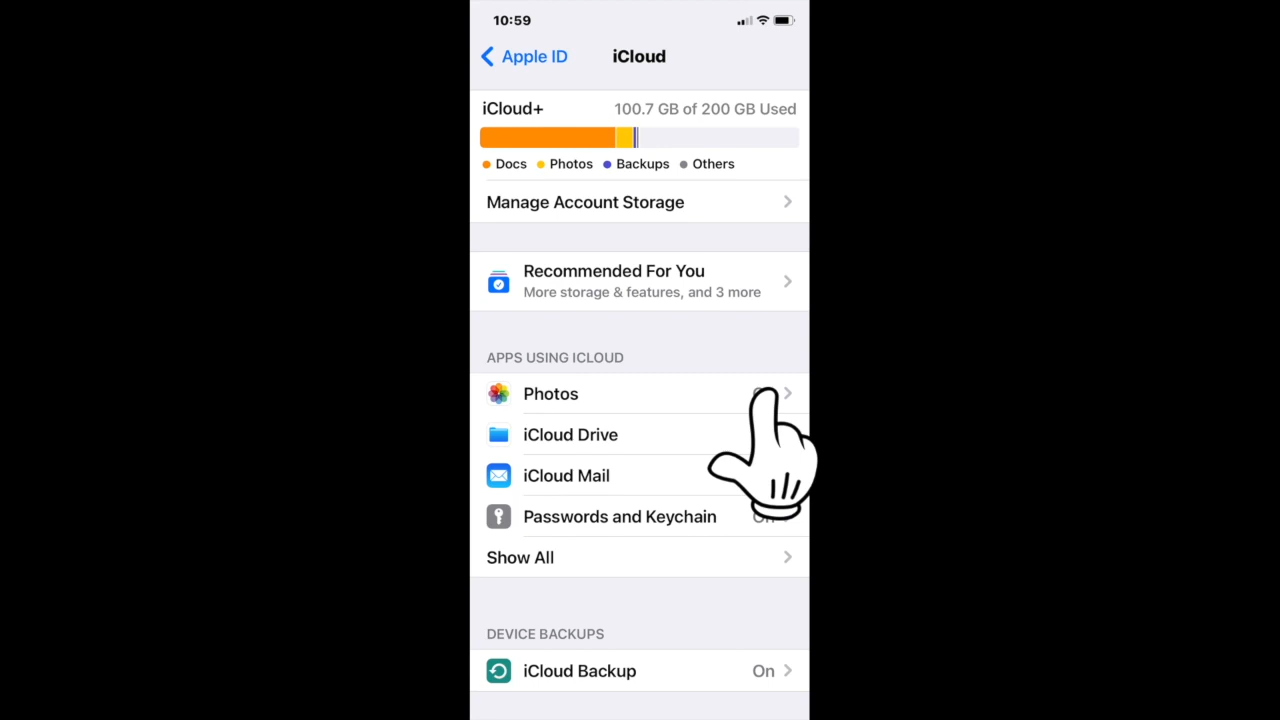 10:59
Apple ID
iCloud
iCloud+
100.7 GB of 200 GB Used
Docs
Photos
Backups
Others
Manage Account Storage
Recommended For You
More storage & features, and 3 more
APPS USING ICLOUD
Photos
iCloud Drive
iCloud Mail
Passwords and Keychain
Show All
DEVICE BACKUPS
iCloud Backup
On